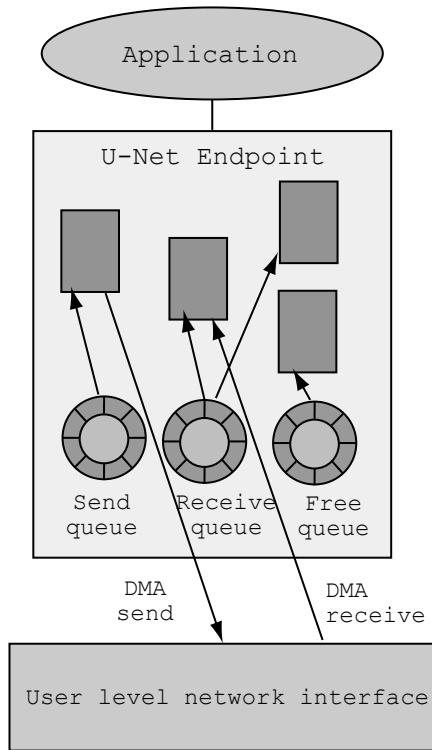 Application
U-Net Endpoint
Send
queue
Receive
queue
Free
queue
DMA
send
DMA
receive
User level network interface